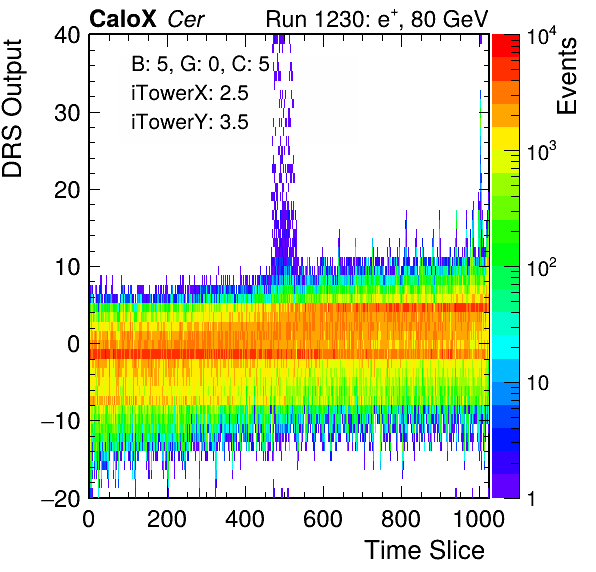 CaloX Cer Run 1230: e+, 80 GeV
DRS Output
Events
B: 5, G: 0, C: 5
iTowerX: 2.5
iTowerY: 3.5
40
30
20
10
0
−10
−20
0 200 400 600 800 1000
Time Slice
10^4
10^3
10^2
10
1